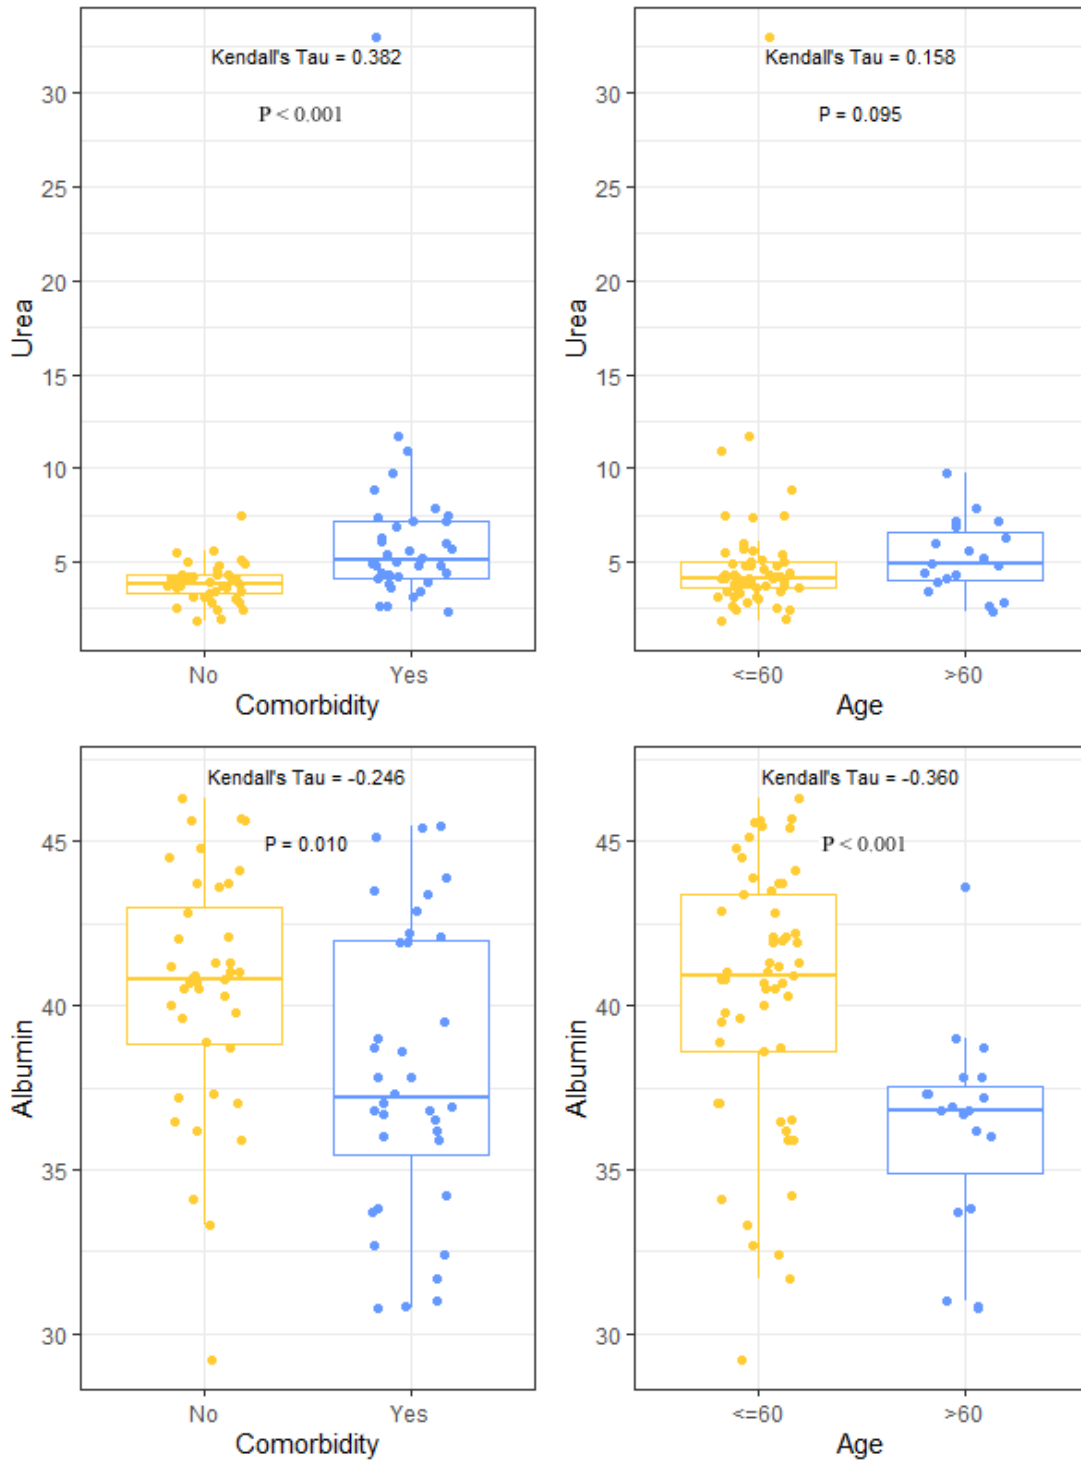 Kendall's Tau = 0.382
P < 0.001
30
25
20
15
10
5
Urea
No
Yes
Comorbidity
Kendall's Tau = 0.158
P = 0.095
30
25
20
15
10
5
Urea
<=60
>60
Age
Kendall's Tau = -0.246
P = 0.010
45
40
35
30
Albumin
No
Yes
Comorbidity
Kendall's Tau = -0.360
P < 0.001
45
40
35
30
Albumin
<=60
>60
Age